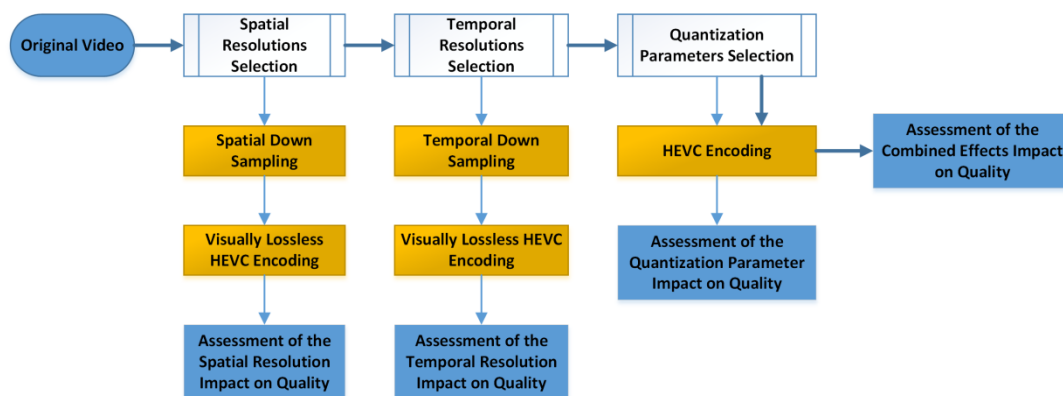 Original Video
Spatial
Resolutions
Selection
Temporal
Resolutions
Selection
Quantization
Parameters Selection
Spatial Down
Sampling
Temporal Down
Sampling
HEVC Encoding
Assessment of the
Combined Effects Impact
on Quality
Visually Lossless
HEVC Encoding
Visually Lossless HEVC
Encoding
Assessment of the
Quantization Parameter
Impact on Quality
Assessment of the
Spatial Resolution
Impact on Quality
Assessment of the
Temporal Resolution
Impact on Quality